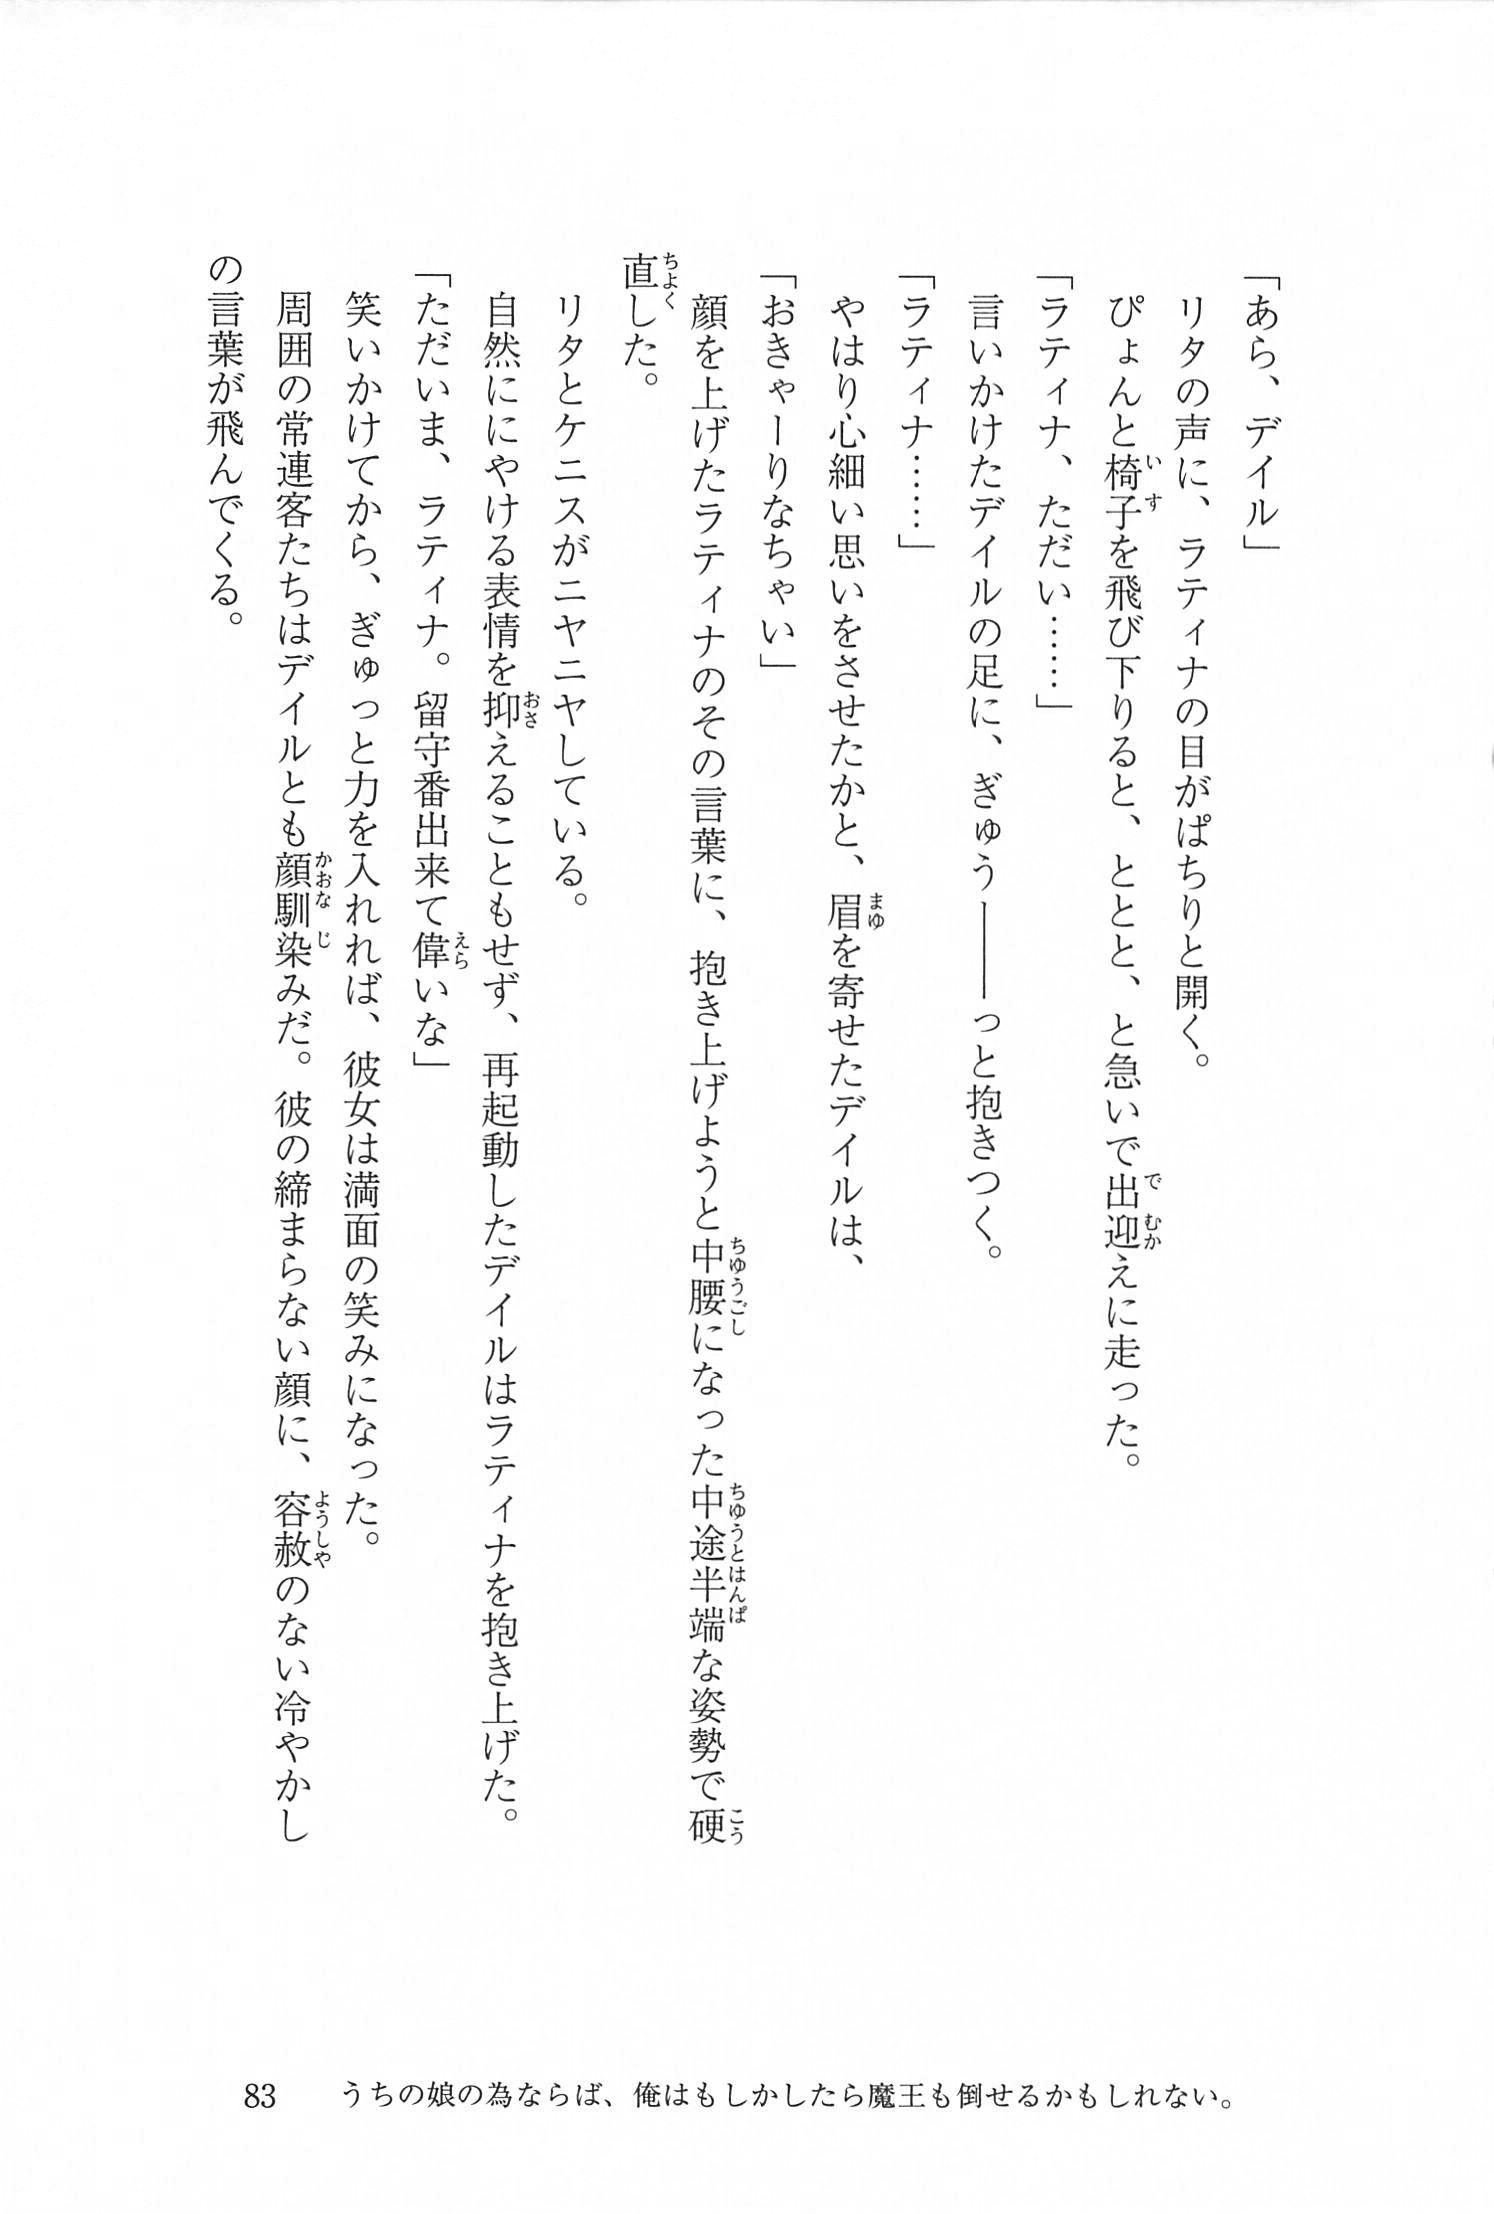 「あら、デイル」
リタの声に、ラティナの目がぱちりと開く。
ぴょんと椅子を飛び下りると、ととと、と急いで出迎えに走った。
「ラティナ、ただい……」
言いかけたデイルの足に、ぎゅう――っと抱きつく。
「ラティナ……」
やはり心細い思いをさせたかと、眉を寄せたデイルは、
「おきゃーりなちゃい」
顔を上げたラティナのその言葉に、抱き上げようと中腰になった中途半端な姿勢で硬
直した。
リタとケニスがニヤニヤしている。
自然ににやける表情を抑えることもせず、再起動したデイルはラティナを抱き上げた。
「ただいま、ラティナ。留守番出来て偉いな」
笑いかけてから、ぎゅっと力を入れれば、彼女は満面の笑みになった。
周囲の常連客たちはデイルとも顔馴染みだ。彼の締まらない顔に、容赦のない冷やかし
の言葉が飛んでくる。
83 うちの娘の為ならば、俺はもしかしたら魔王も倒せるかもしれない。